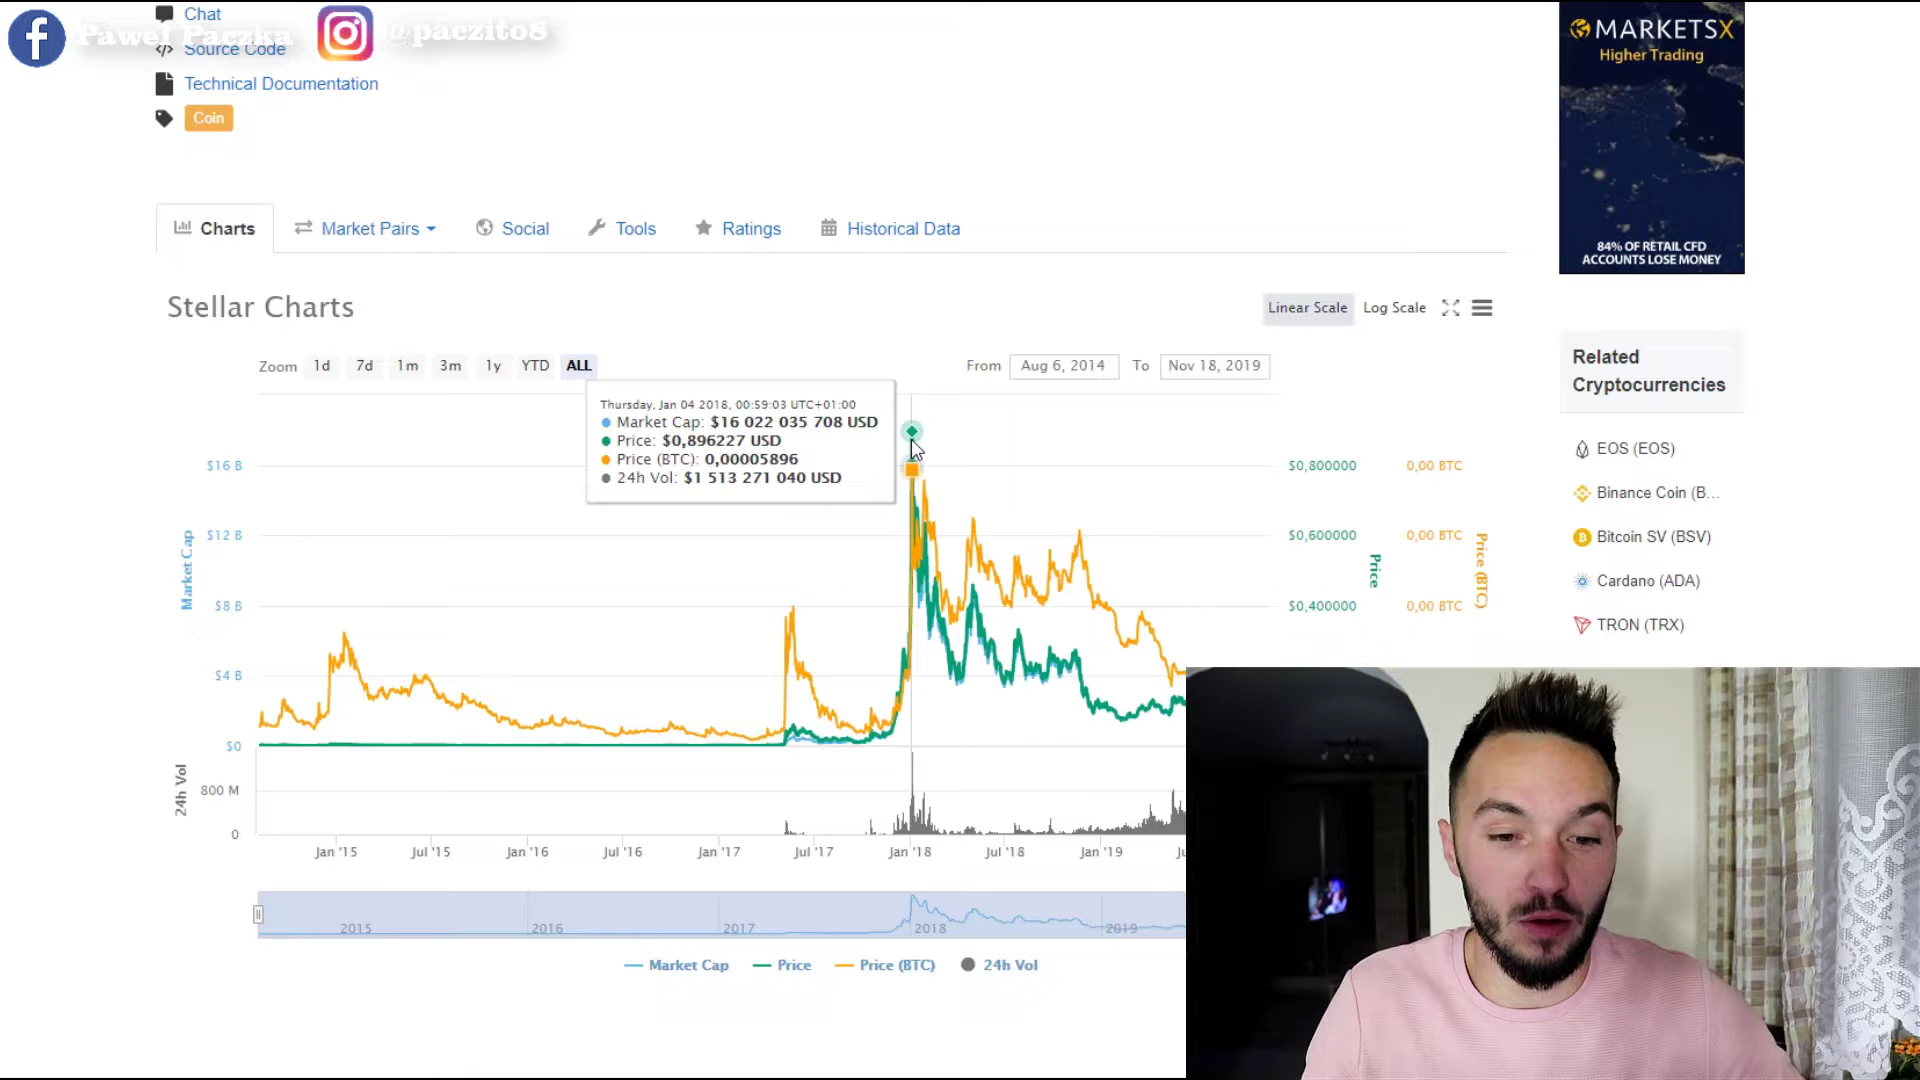 Chat
Pawel Paczka
@paczito8
Source Code
Technical Documentation
Coin
MARKETSX
Higher Trading
84% OF RETAIL CFD
ACCOUNTS LOSE MONEY
Charts
Market Pairs
Social
Tools
Ratings
Historical Data
Stellar Charts
Linear Scale
Log Scale
Zoom 1d 7d 1m 3m 1y YTD ALL
From Aug 6, 2014 To Nov 18, 2019
Thursday, Jan 04 2018, 00:59:03 UTC+01:00
Market Cap: $16 022 035 708 USD
Price: $0,896227 USD
Price (BTC): 0,00005896
24h Vol: $1 513 271 040 USD
$16 B
$12 B
$8 B
$4 B
$0
Market Cap
800 M
0
24h Vol
$0,800000
$0,600000
$0,400000
Price
0,00 BTC
0,00 BTC
0,00 BTC
Price (BTC)
Jan '15 Jul '15 Jan '16 Jul '16 Jan '17 Jul '17 Jan '18 Jul '18 Jan '19
2015 2016 2017 2018 2019
Market Cap Price Price (BTC) 24h Vol
Related
Cryptocurrencies
EOS (EOS)
Binance Coin (B...
Bitcoin SV (BSV)
Cardano (ADA)
TRON (TRX)